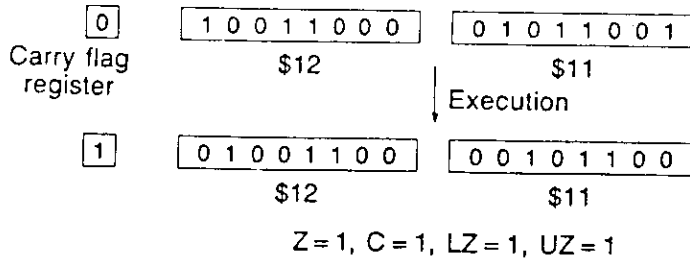 0 1 0 0 1 1 0 0 0 0 1 0 1 1 0 0 1
Carry flag register $12 $11
Execution
1 0 1 0 0 1 1 0 0 0 0 1 0 1 1 0 0
$12 $11
Z = 1, C = 1, LZ = 1, UZ = 1